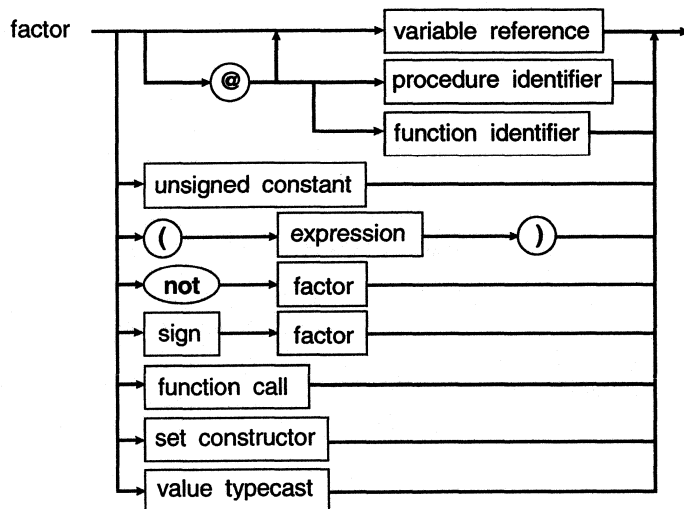 factor variable reference
@ procedure identifier
function identifier
unsigned constant
( expression )
not factor
sign factor
function call
set constructor
value typecast